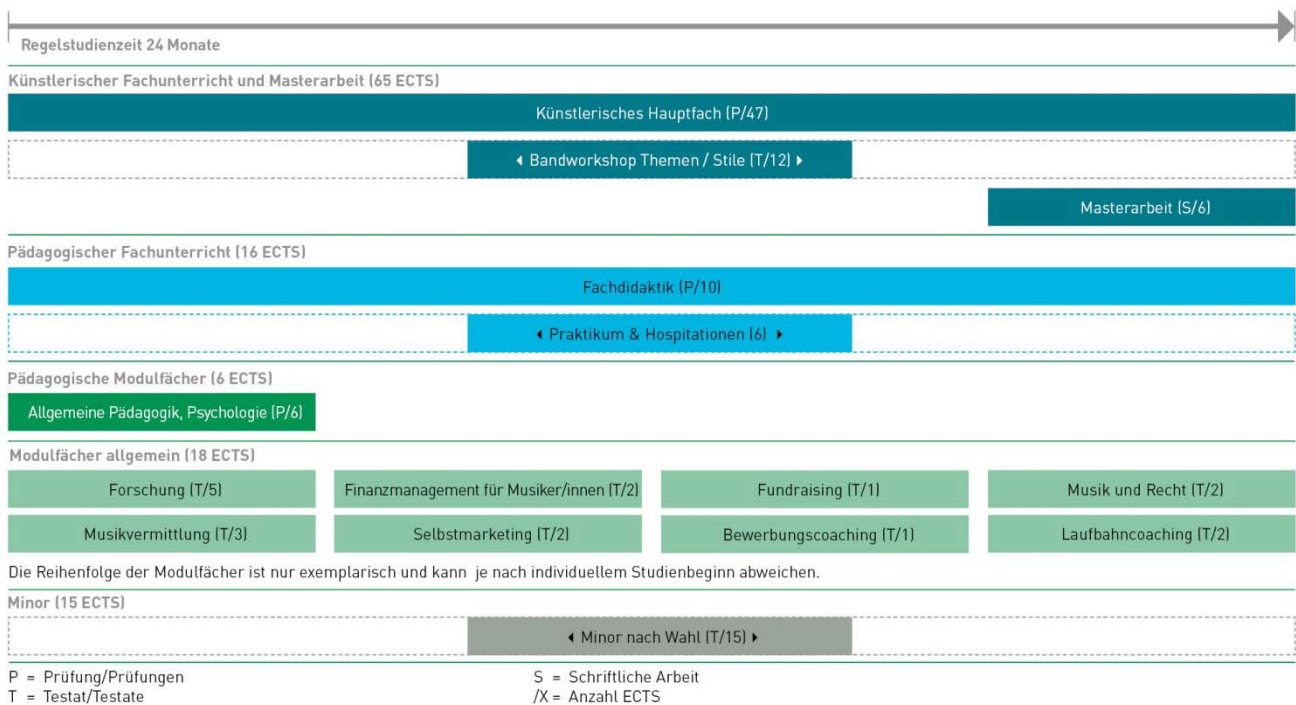 Regelstudienzeit 24 Monate
Künstlerischer Fachunterricht und Masterarbeit (65 ECTS)
Künstlerisches Hauptfach (P/47)
Bandworkshop Themen / Stile (T/12)
Masterarbeit (S/6)
Pädagogischer Fachunterricht (16 ECTS)
Fachdidaktik (P/10)
Praktikum & Hospitationen (6)
Pädagogische Modulfächer (6 ECTS)
Allgemeine Pädagogik, Psychologie (P/6)
Modulfächer allgemein (18 ECTS)
Forschung (T/5) Finanzmanagement für Musiker/innen (T/2) Fundraising (T/1) Musik und Recht (T/2)
Musikvermittlung (T/3) Selbstmarketing (T/2) Bewerbungscoaching (T/1) Laufbahncoaching (T/2)
Die Reihenfolge der Modulfächer ist nur exemplarisch und kann je nach individuellem Studienbeginn abweichen.
Minor (15 ECTS)
Minor nach Wahl (T/15)
P = Prüfung/Prüfungen S = Schriftliche Arbeit
T = Testat/Testate /X = Anzahl ECTS